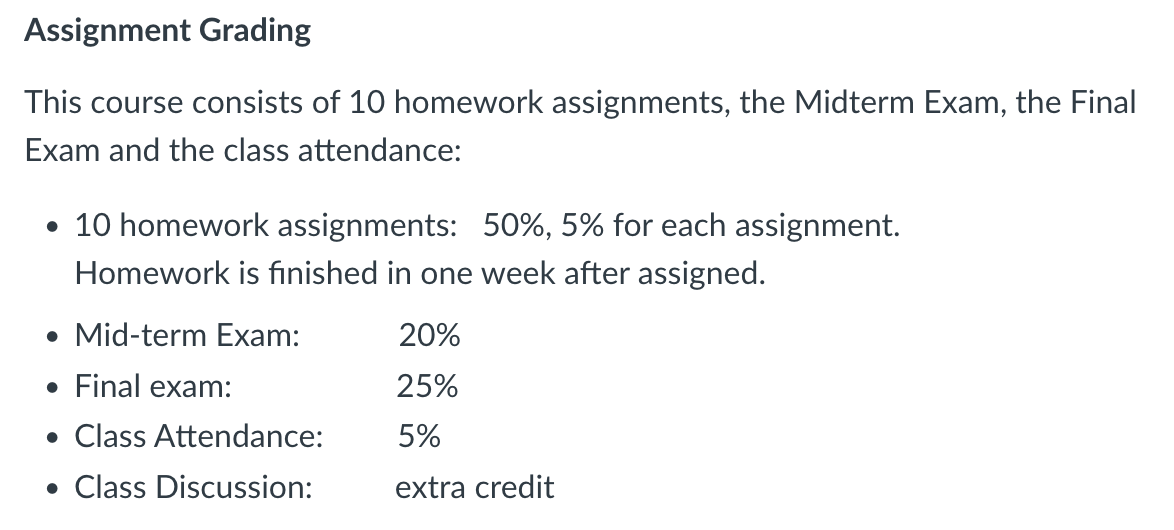 Assignment Grading
This course consists of 10 homework assignments, the Midterm Exam, the Final
Exam and the class attendance:
• 10 homework assignments: 50%, 5% for each assignment.
Homework is finished in one week after assigned.
• Mid-term Exam: 20%
• Final exam: 25%
• Class Attendance: 5%
• Class Discussion: extra credit